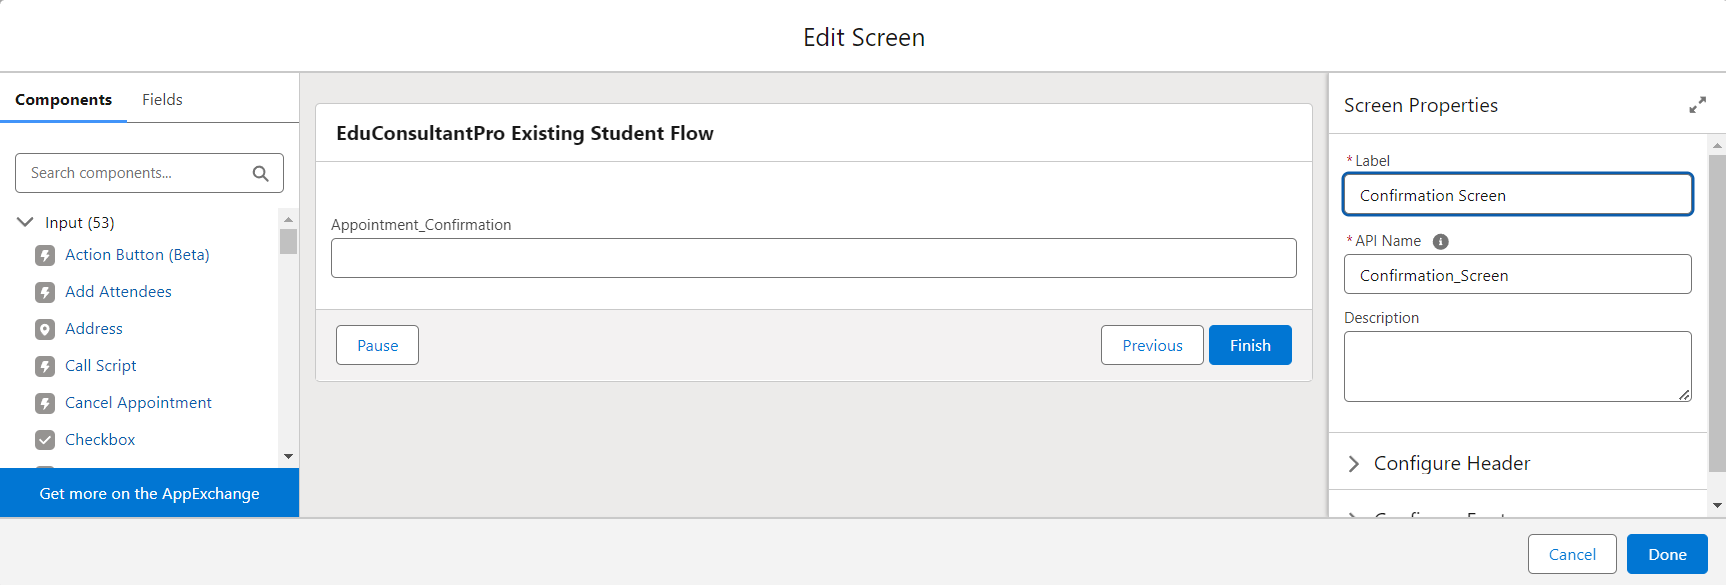 Edit Screen
Components
Fields
Search components...
Input (53)
Action Button (Beta)
Add Attendees
Address
Call Script
Cancel Appointment
Checkbox
Get more on the AppExchange
EduConsultantPro Existing Student Flow
Appointment_Confirmation
Pause
Previous
Finish
Screen Properties
* Label
Confirmation Screen
* API Name
Confirmation_Screen
Description
Configure Header
Cancel
Done